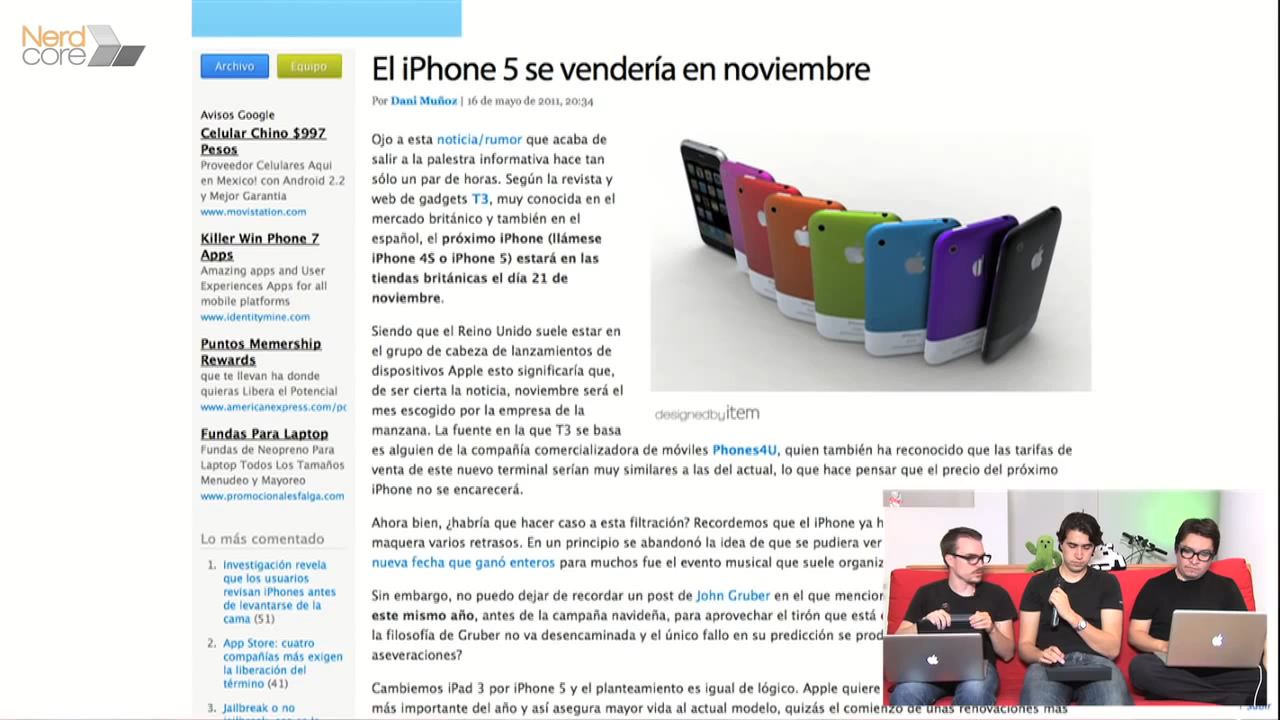 Nerd
core
Archivo
Equipo
Avisos Google
Celular Chino $997
Pesos
Proveedor Celulares Aqui
en Mexico! con Android 2.2
y Mejor Garantia
www.movistation.com
Killer Win Phone 7
Apps
Amazing apps and User
Experiences Apps for all
mobile platforms
www.identitymine.com
Puntos Memership
Rewards
que te llevan ha donde
quieras Libera el Potencial
www.americanexpress.com/pc
Fundas Para Laptop
Fundas de Neopreno Para
Laptop Todos Los Tamaños
Menudeo y Mayoreo
www.promocionalesfalga.com
Lo más comentado
1. Investigación revela
que los usuarios
revisan iPhones antes
de levantarse de la
cama (51)
2. App Store: cuatro
compañías más exigen
la liberación del
término (41)
3. Jailbreak o no
El iPhone 5 se vendería en noviembre
Por Dani Muñoz | 16 de mayo de 2011, 20:34
Ojo a esta noticia/rumor que acaba de
salir a la palestra informativa hace tan
sólo un par de horas. Según la revista y
web de gadgets T3, muy conocida en el
mercado británico y también en el
español, el próximo iPhone (llámese
iPhone 4S o iPhone 5) estará en las
tiendas británicas el día 21 de
noviembre.
Siendo que el Reino Unido suele estar en
el grupo de cabeza de lanzamientos de
dispositivos Apple esto significaría que,
de ser cierta la noticia, noviembre será el
mes escogido por la empresa de la
manzana. La fuente en la que T3 se basa
designedbyitem
es alguien de la compañía comercializadora de móviles Phones4U, quien también ha reconocido que las tarifas de
venta de este nuevo terminal serían muy similares a las del actual, lo que hace pensar que el precio del próximo
iPhone no se encarecerá.
Ahora bien, ¿habría que hacer caso a esta filtración? Recordemos que el iPhone ya h
maquera varios retrasos. En un principio se abandonó la idea de que se pudiera ver
nueva fecha que ganó enteros para muchos fue el evento musical que suele organiz
Sin embargo, no puedo dejar de recordar un post de John Gruber en el que mencion
este mismo año, antes de la campaña navideña, para aprovechar el tirón que está
la filosofía de Gruber no va desencaminada y el único fallo en su predicción se prod
aseveraciones?
Cambiemos iPad 3 por iPhone 5 y el planteamiento es igual de lógico. Apple quiere
más importante del año y así asegura mayor vida al actual modelo, quizás el comienzo de unas renovaciones más
Subir